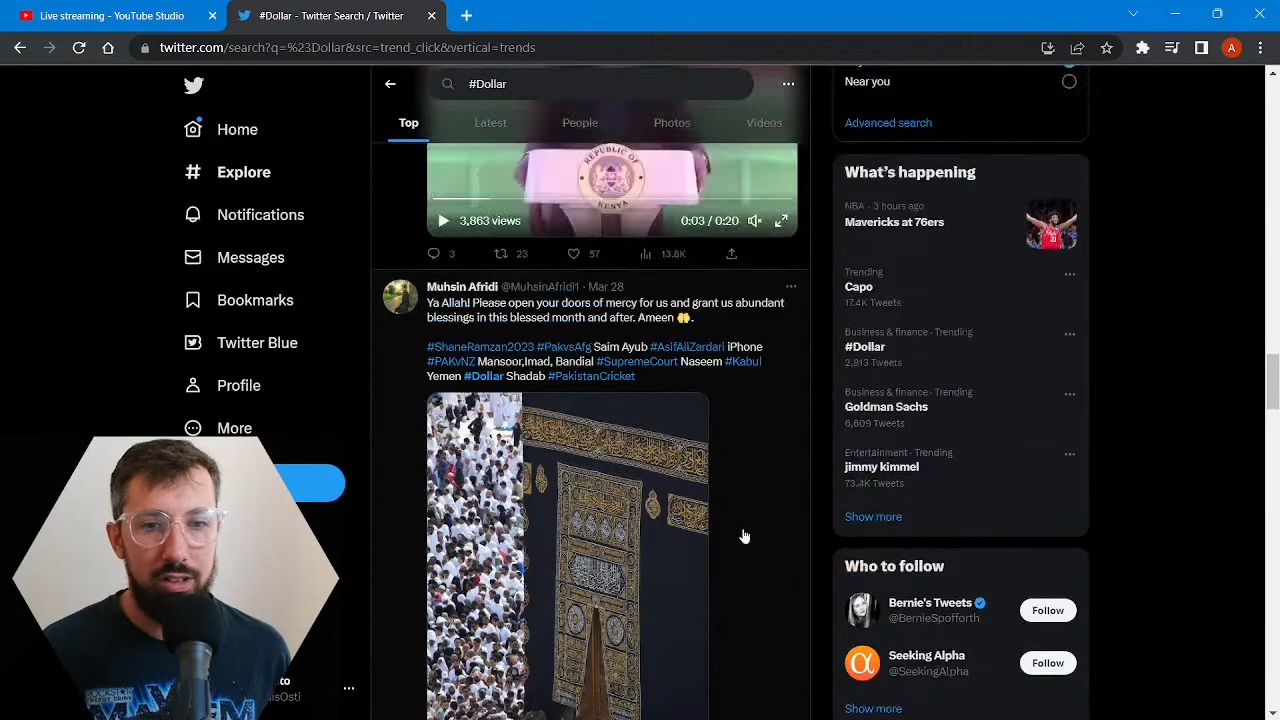 Live streaming - YouTube Studio
#Dollar - Twitter Search / Twitter
twitter.com/search?q=%23Dollar&src=trend_click&vertical=trends
A
#Dollar
Near you
Home
Top
Latest
People
Photos
Videos
Advanced search
Explore
REPUBLIC OF
KENYA
What's happening
Notifications
3,863 views
0:03 / 0:20
NBA · 3 hours ago
Mavericks at 76ers
Messages
3
23
57
13.8K
Trending
Capo
17.4K Tweets
Bookmarks
Muhsin Afridi @MuhsinAfridi1 · Mar 28
Ya Allah! Please open your doors of mercy for us and grant us abundant
blessings in this blessed month and after. Ameen 🤲.
#ShaneRamzan2023 #PakvsAfg Saim Ayub #AsifAliZardari iPhone
#PAKvNZ Mansoor,Imad, Bandial #SupremeCourt Naseem #Kabul
Yemen #Dollar Shadab #PakistanCricket
Business & finance · Trending
#Dollar
2,813 Tweets
Twitter Blue
Profile
Business & finance · Trending
Goldman Sachs
6,609 Tweets
More
Entertainment · Trending
jimmy kimmel
73.4K Tweets
Show more
Who to follow
Bernie's Tweets
@BernieSpofforth
Follow
Seeking Alpha
@SeekingAlpha
Follow
Show more
ROCKSTAR
ENERGY DRINK